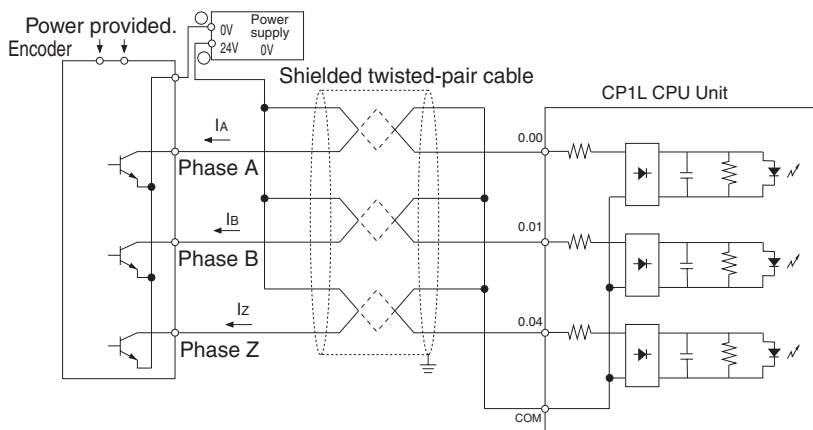 Power provided.
Encoder
0V
Power
supply
24V
0V
Shielded twisted-pair cable
CP1L CPU Unit
IA
Phase A
0.00
IB
Phase B
0.01
IZ
Phase Z
0.04
COM